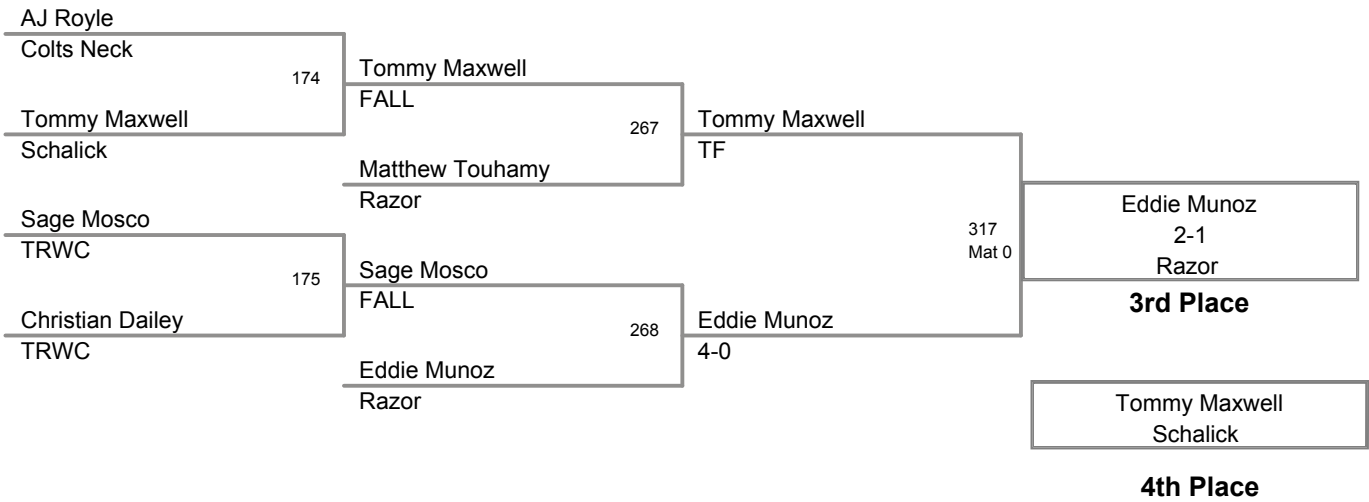 AJ Royle
Colts Neck
174
Tommy Maxwell
FALL
Tommy Maxwell
Schalick
267
Tommy Maxwell
TF
Matthew Touhamy
Razor
Sage Mosco
TRWC
175
Sage Mosco
FALL
Christian Dailey
TRWC
268
Eddie Munoz
4-0
Eddie Munoz
Razor
317
Mat 0
Eddie Munoz
2-1
Razor
3rd Place
Tommy Maxwell
Schalick
4th Place